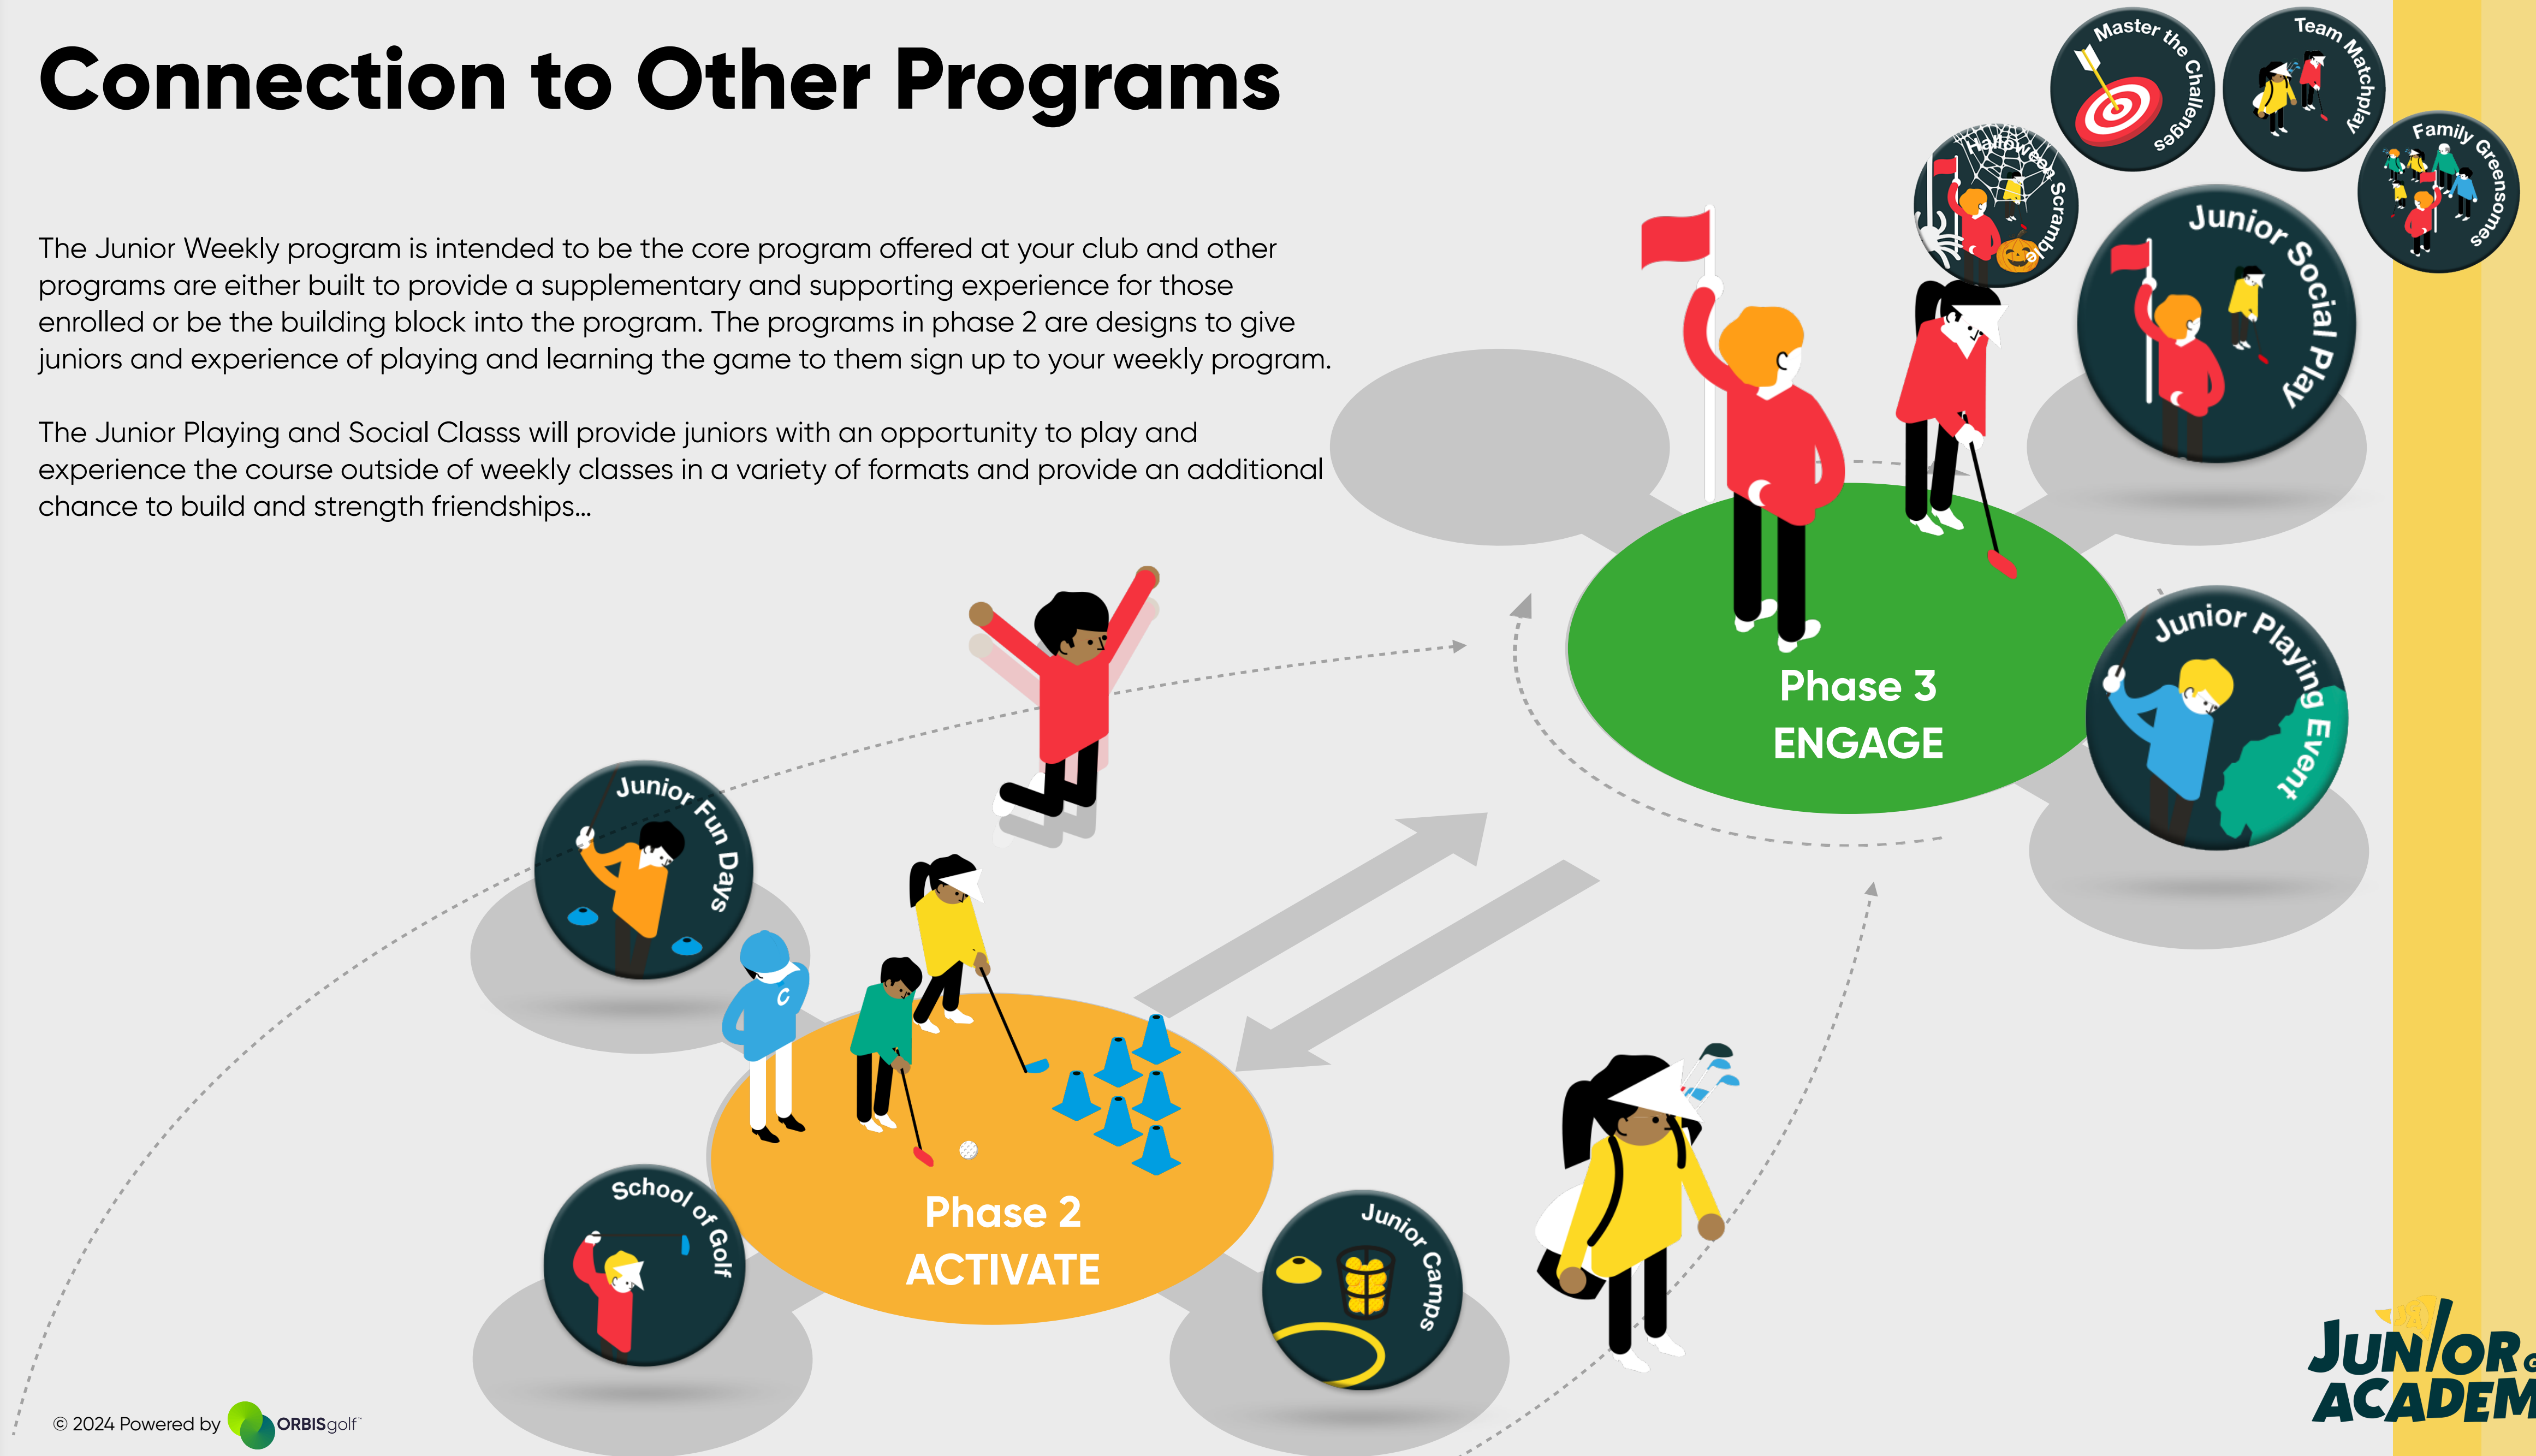 Connection to Other Programs
The Junior Weekly program is intended to be the core program offered at your club and other
programs are either built to provide a supplementary and supporting experience for those
enrolled or be the building block into the program. The programs in phase 2 are designs to give
juniors and experience of playing and learning the game to them sign up to your weekly program.
The Junior Playing and Social Classs will provide juniors with an opportunity to play and
experience the course outside of weekly classes in a variety of formats and provide an additional
chance to build and strength friendships...
Master the Challenges
Team Matchplay
Halloween Scramble
Family Greensomes
Junior Social Play
Phase 3
ENGAGE
Junior Playing Event
Junior Fun Days
C
School of Golf
Phase 2
ACTIVATE
Junior Camps
© 2024 Powered by
ORBISgolf™
JUNIOR G
ACADEM